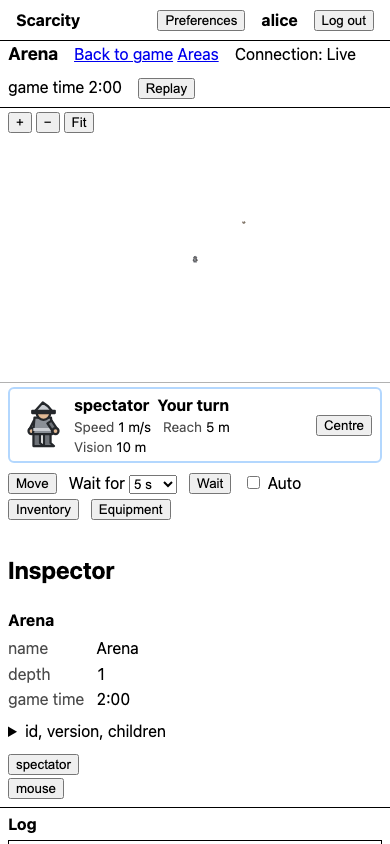 Scarcity Preferences alice Log out
Arena Back to game Areas Connection: Live
game time 2:00 Replay
+ − Fit
spectator Your turn
Speed 1 m/s Reach 5 m
Centre
Vision 10 m
Move Wait for 5 s Wait Auto
Inventory Equipment
Inspector
Arena
name Arena
depth 1
game time 2:00
id, version, children
spectator
mouse
Log